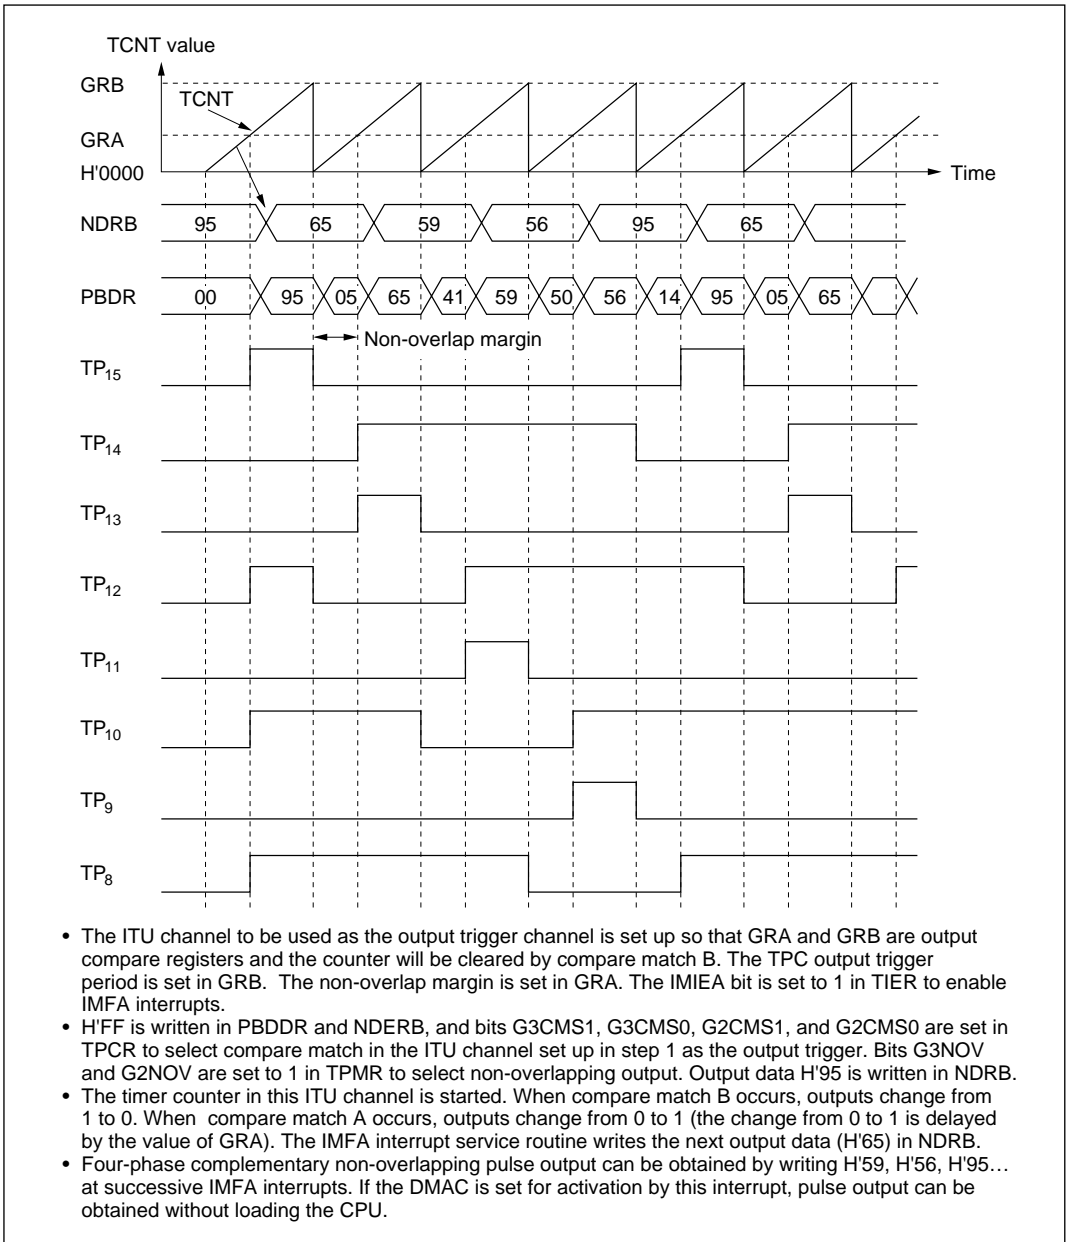 TCNT value
GRB
TCNT
GRA
H'0000
Time
NDRB 95 65 59 56 95 65
PBDR 00 95 05 65 41 59 50 56 14 95 05 65
Non-overlap margin
TP15
TP14
TP13
TP12
TP11
TP10
TP9
TP8
• The ITU channel to be used as the output trigger channel is set up so that GRA and GRB are output
compare registers and the counter will be cleared by compare match B. The TPC output trigger
period is set in GRB.  The non-overlap margin is set in GRA. The IMIEA bit is set to 1 in TIER to enable
IMFA interrupts.
• H'FF is written in PBDDR and NDERB, and bits G3CMS1, G3CMS0, G2CMS1, and G2CMS0 are set in
TPCR to select compare match in the ITU channel set up in step 1 as the output trigger. Bits G3NOV
and G2NOV are set to 1 in TPMR to select non-overlapping output. Output data H'95 is written in NDRB.
• The timer counter in this ITU channel is started. When compare match B occurs, outputs change from
1 to 0. When  compare match A occurs, outputs change from 0 to 1 (the change from 0 to 1 is delayed
by the value of GRA). The IMFA interrupt service routine writes the next output data (H'65) in NDRB.
• Four-phase complementary non-overlapping pulse output can be obtained by writing H'59, H'56, H'95…
at successive IMFA interrupts. If the DMAC is set for activation by this interrupt, pulse output can be
obtained without loading the CPU.